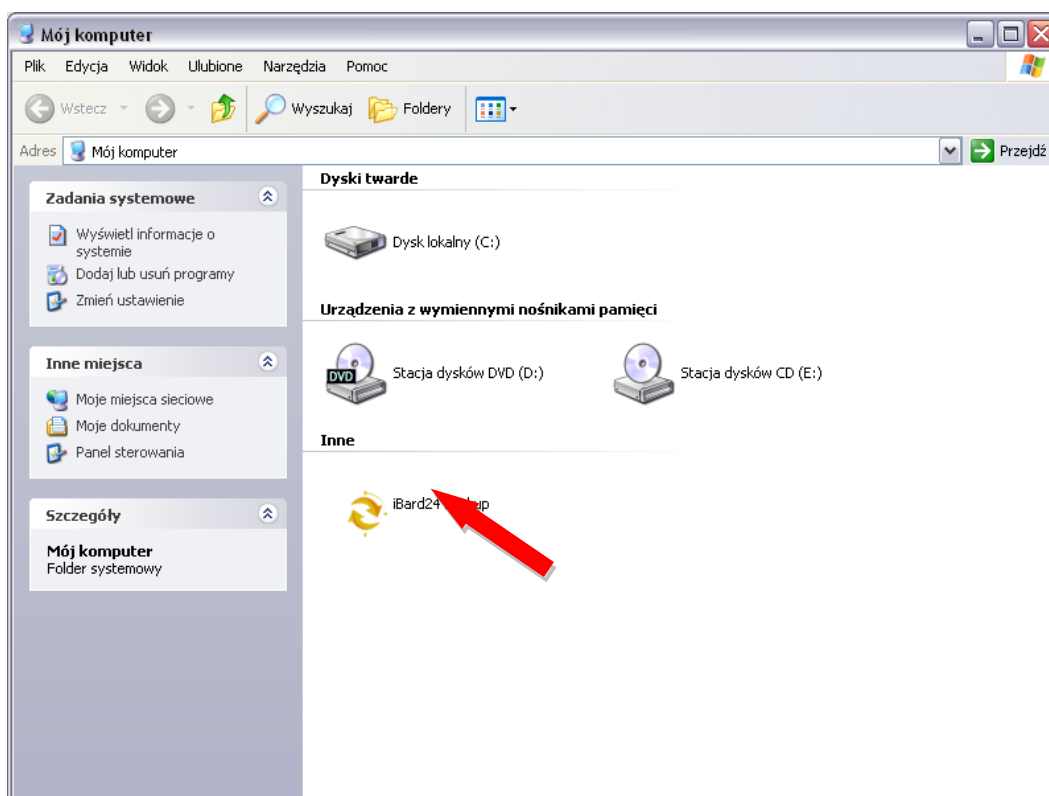 Mój komputer
Plik Edycja Widok Ulubione Narzędzia Pomoc
Wstecz Wyszukaj Foldery
Adres Mój komputer Przejdź
Zadania systemowe
Wyświetl informacje o
systemie
Dodaj lub usuń programy
Zmień ustawienie
Inne miejsca
Moje miejsca sieciowe
Moje dokumenty
Panel sterowania
Szczegóły
Mój komputer
Folder systemowy
Dyski twarde
Dysk lokalny (C:)
Urządzenia z wymiennymi nośnikami pamięci
DVD
Stacja dysków DVD (D:) Stacja dysków CD (E:)
Inne
iBard24